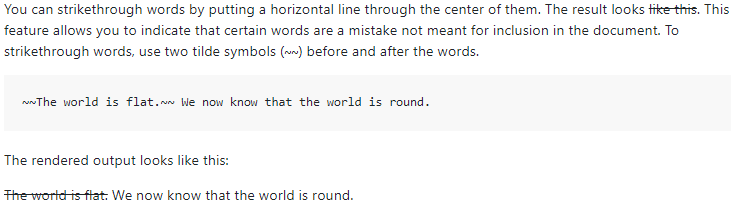 You can strikethrough words by putting a horizontal line through the center of them. The result looks ~~like this~~. This
feature allows you to indicate that certain words are a mistake not meant for inclusion in the document. To
strikethrough words, use two tilde symbols (~~) before and after the words.
~~The world is flat.~~ We now know that the world is round.
The rendered output looks like this:
~~The world is flat.~~ We now know that the world is round.